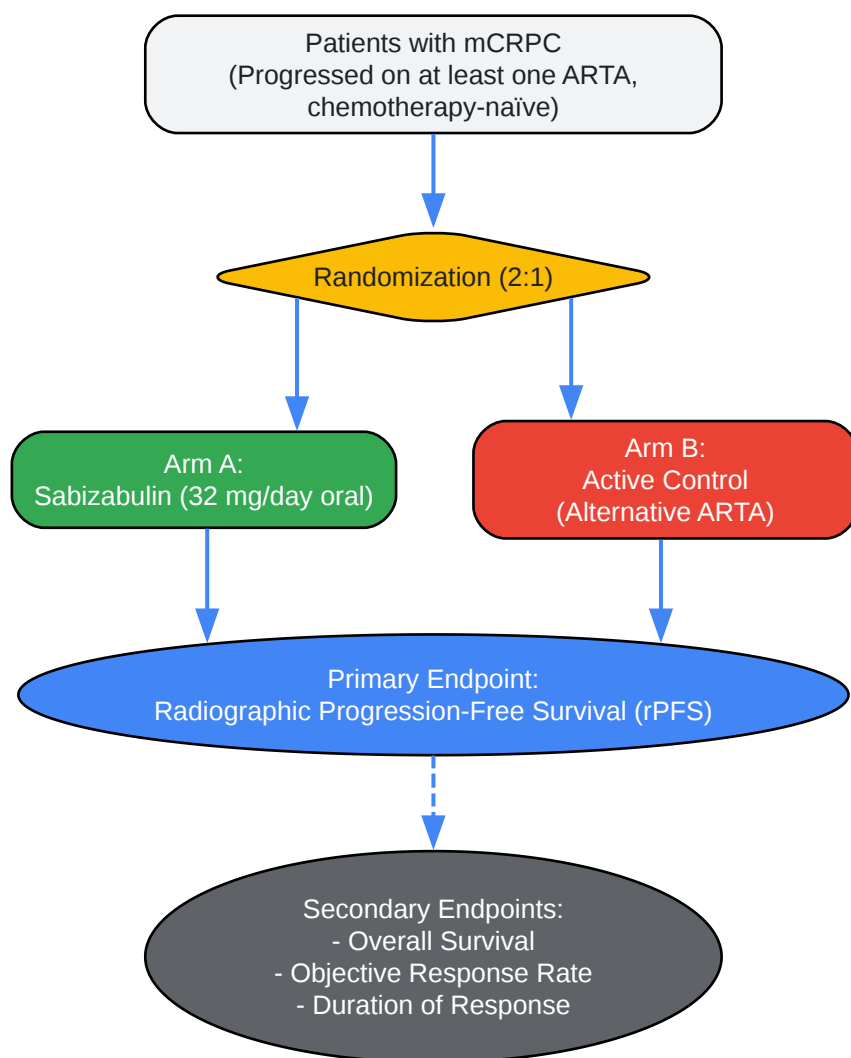 Patients with mCRPC
(Progressed on at least one ARTA,
chemotherapy-naïve)
Randomization (2:1)
Arm A:
Sabizabulin (32 mg/day oral)
Arm B:
Active Control
(Alternative ARTA)
Primary Endpoint:
Radiographic Progression-Free Survival (rPFS)
Secondary Endpoints:
- Overall Survival
- Objective Response Rate
- Duration of Response